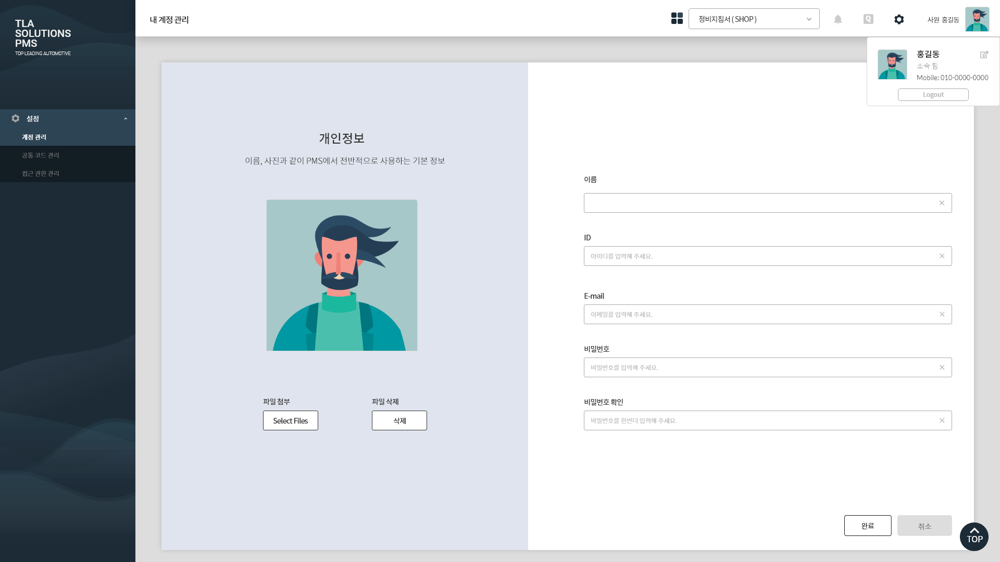 TLA
SOLUTIONS
PMS
TOP LEADING AUTOMOTIVE
설정
계정 관리
공통 코드 관리
접근 권한 관리
내 계정 관리
정비지침서 ( SHOP )
Q
사원 홍길동
홍길동
소속 팀
Mobile: 010-0000-0000
Logout
개인정보
이름, 사진과 같이 PMS에서 전반적으로 사용하는 기본 정보
파일 첨부
파일 삭제
Select Files
삭제
이름
ID
아이디를 입력해 주세요.
E-mail
이메일를 입력해 주세요.
비밀번호
비밀번호를 입력해 주세요.
비밀번호 확인
비밀번호를 한번더 입력해 주세요.
완료
취소
TOP